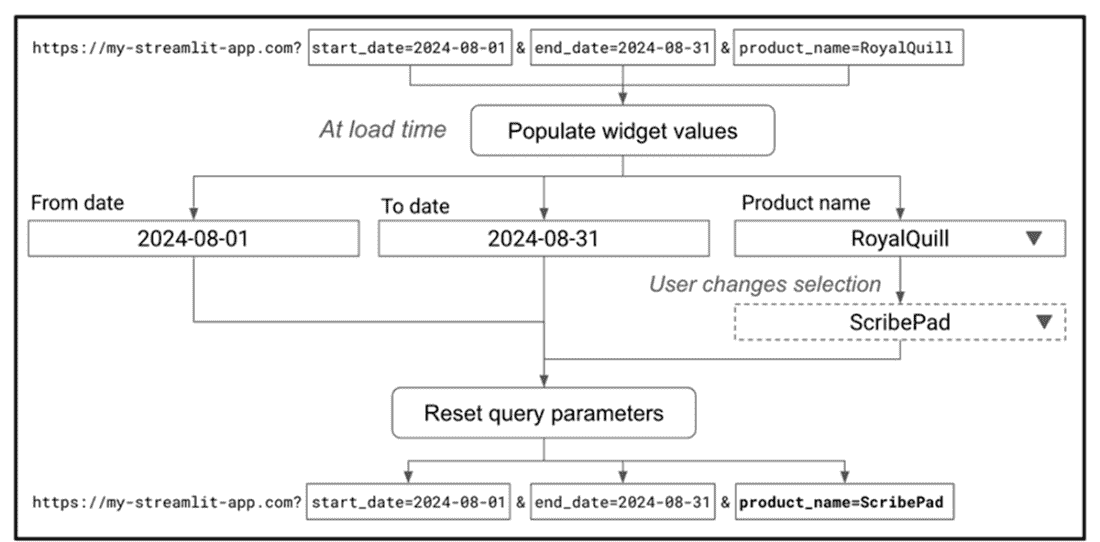 https://my-streamlit-app.com? start_date=2024-08-01 & end_date=2024-08-31 & product_name=RoyalQuill
At load time
Populate widget values
From date
To date
Product name
2024-08-01
2024-08-31
RoyalQuill
User changes selection
ScribePad
Reset query parameters
https://my-streamlit-app.com? start_date=2024-08-01 & end_date=2024-08-31 & product_name=ScribePad